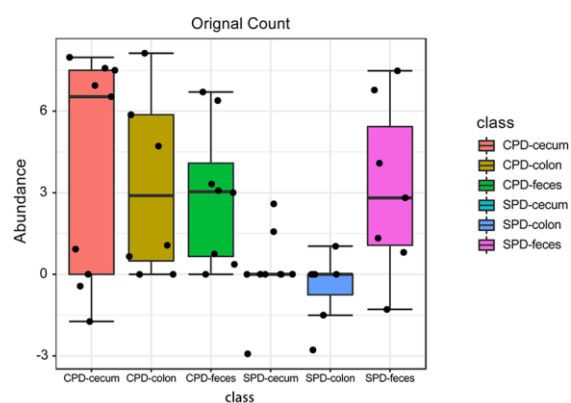 Orignal Count
Abundance
6
3
0
-3
CPD-cecum CPD-colon CPD-feces SPD-cecum SPD-colon SPD-feces
class
class
CPD-cecum
CPD-colon
CPD-feces
SPD-cecum
SPD-colon
SPD-feces